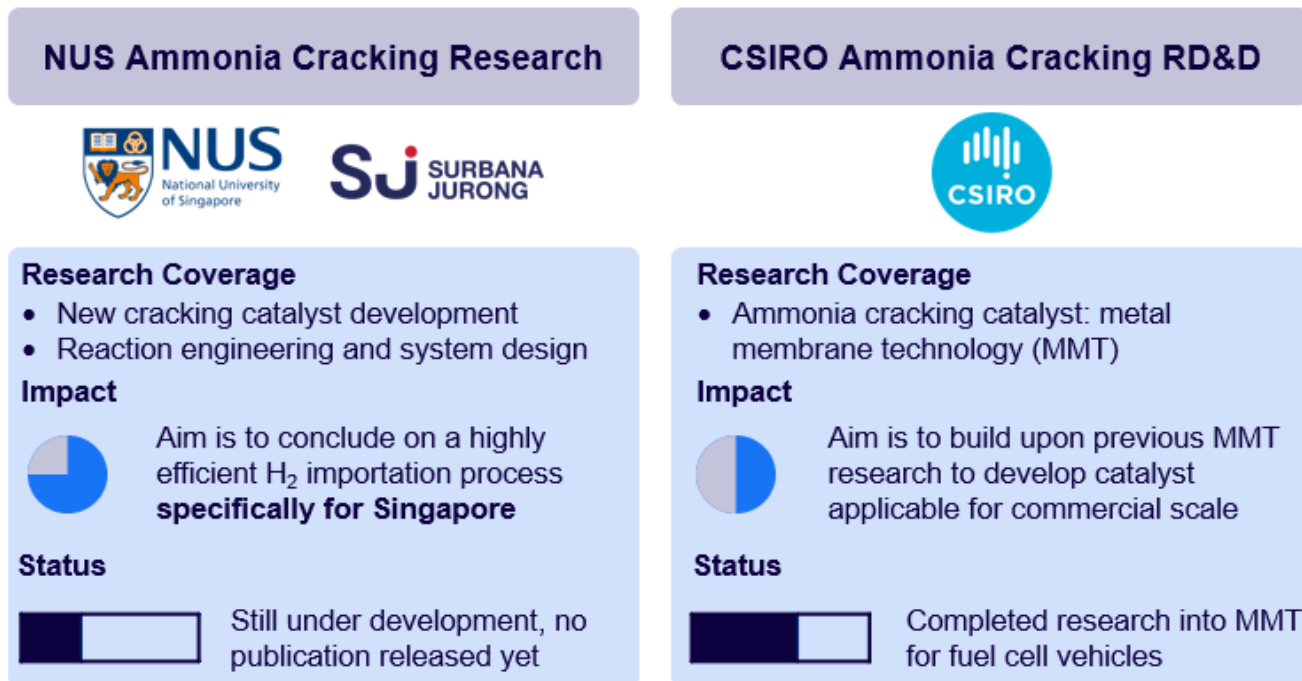 NUS Ammonia Cracking Research
NUS
National University
of Singapore
SJ SURBANA
JURONG
Research Coverage
• New cracking catalyst development
• Reaction engineering and system design
Impact
Aim is to conclude on a highly
efficient H₂ importation process
specifically for Singapore
Status
Still under development, no
publication released yet
CSIRO Ammonia Cracking RD&D
CSIRO
Research Coverage
• Ammonia cracking catalyst: metal
membrane technology (MMT)
Impact
Aim is to build upon previous MMT
research to develop catalyst
applicable for commercial scale
Status
Completed research into MMT
for fuel cell vehicles